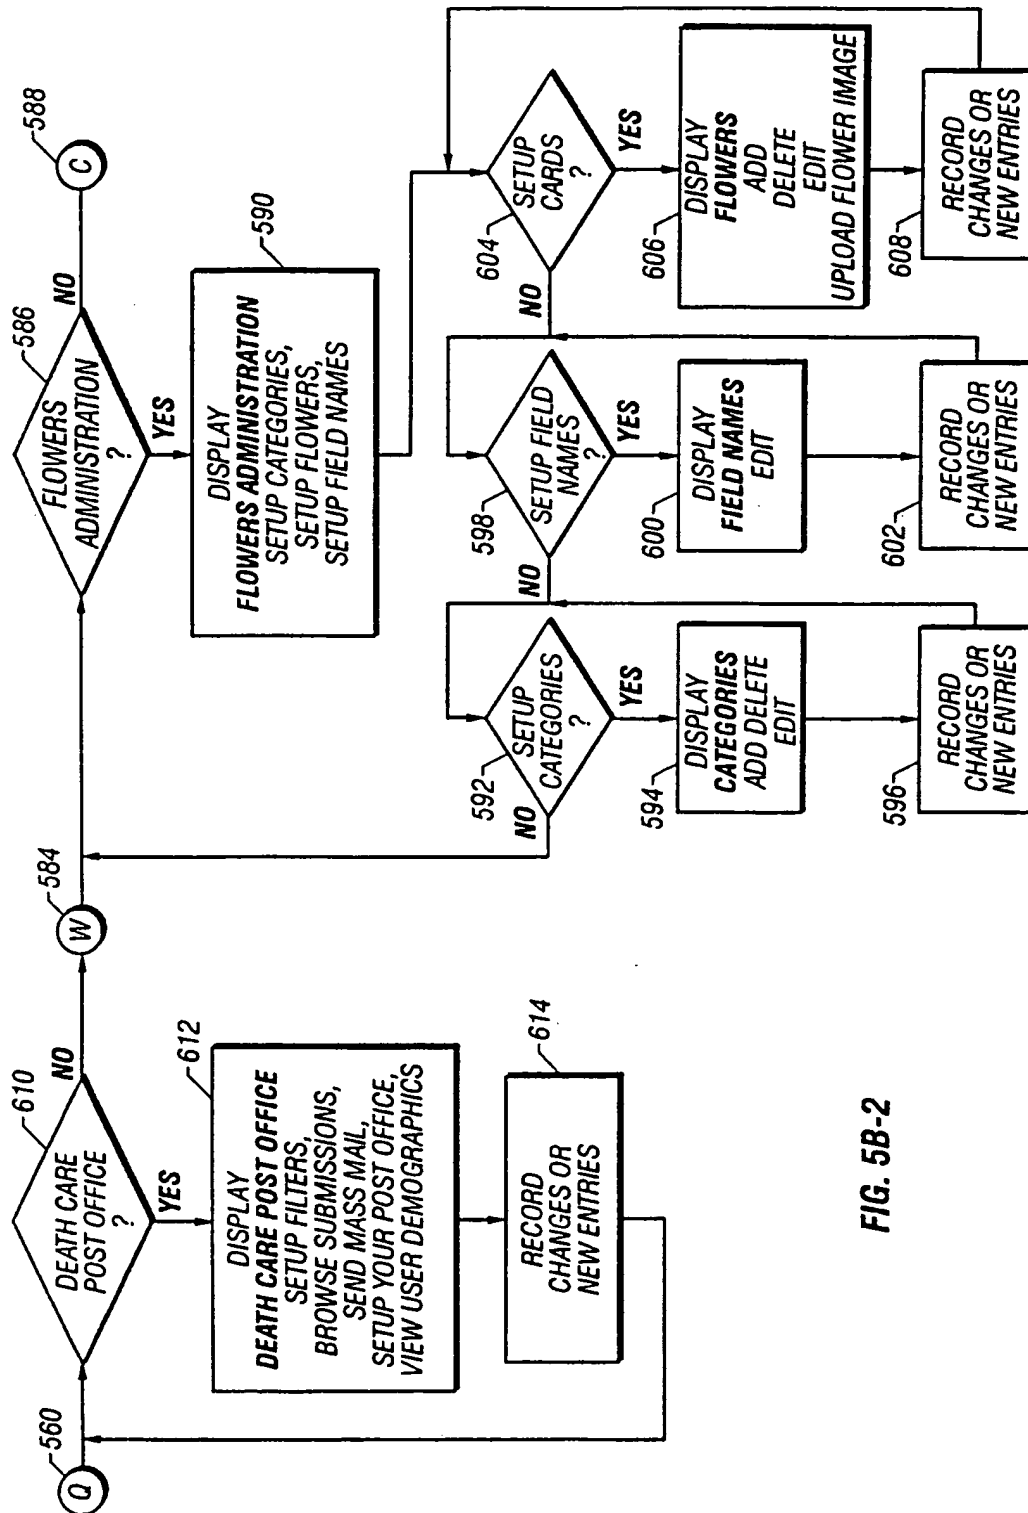 Q
560
DEATH CARE
POST OFFICE
?
610
NO
YES
W
584
DISPLAY
DEATH CARE POST OFFICE
SETUP FILTERS,
BROWSE SUBMISSIONS,
SEND MASS MAIL,
SETUP YOUR POST OFFICE,
VIEW USER DEMOGRAPHICS
612
RECORD
CHANGES OR
NEW ENTRIES
614
FLOWERS
ADMINISTRATION
?
586
NO
YES
C
588
DISPLAY
FLOWERS ADMINISTRATION
SETUP CATEGORIES,
SETUP FLOWERS,
SETUP FIELD NAMES
590
SETUP
CATEGORIES
?
592
NO
YES
DISPLAY
CATEGORIES
ADD DELETE
EDIT
594
RECORD
CHANGES OR
NEW ENTRIES
596
SETUP FIELD
NAMES
?
598
NO
YES
DISPLAY
FIELD NAMES
EDIT
600
RECORD
CHANGES OR
NEW ENTRIES
602
SETUP
CARDS
?
604
NO
YES
DISPLAY
FLOWERS
ADD
DELETE
EDIT
UPLOAD FLOWER IMAGE
606
RECORD
CHANGES OR
NEW ENTRIES
608
FIG. 5B-2